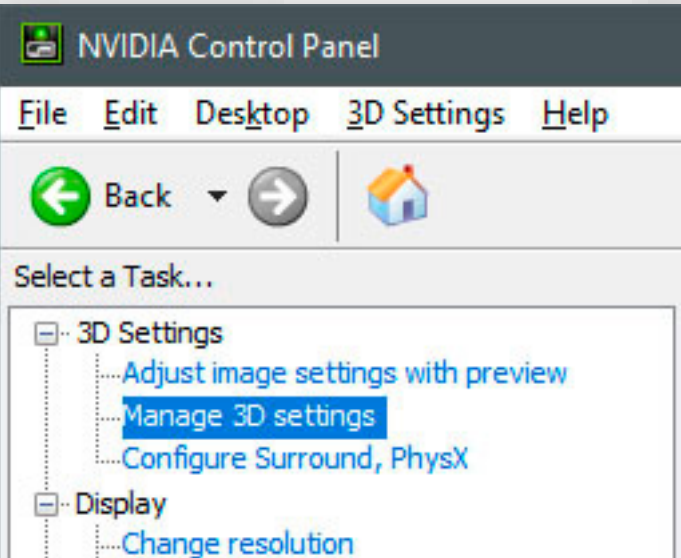 NVIDIA Control Panel
File Edit Desktop 3D Settings Help
Back
Select a Task...
3D Settings
Adjust image settings with preview
Manage 3D settings
Configure Surround, PhysX
Display
Change resolution